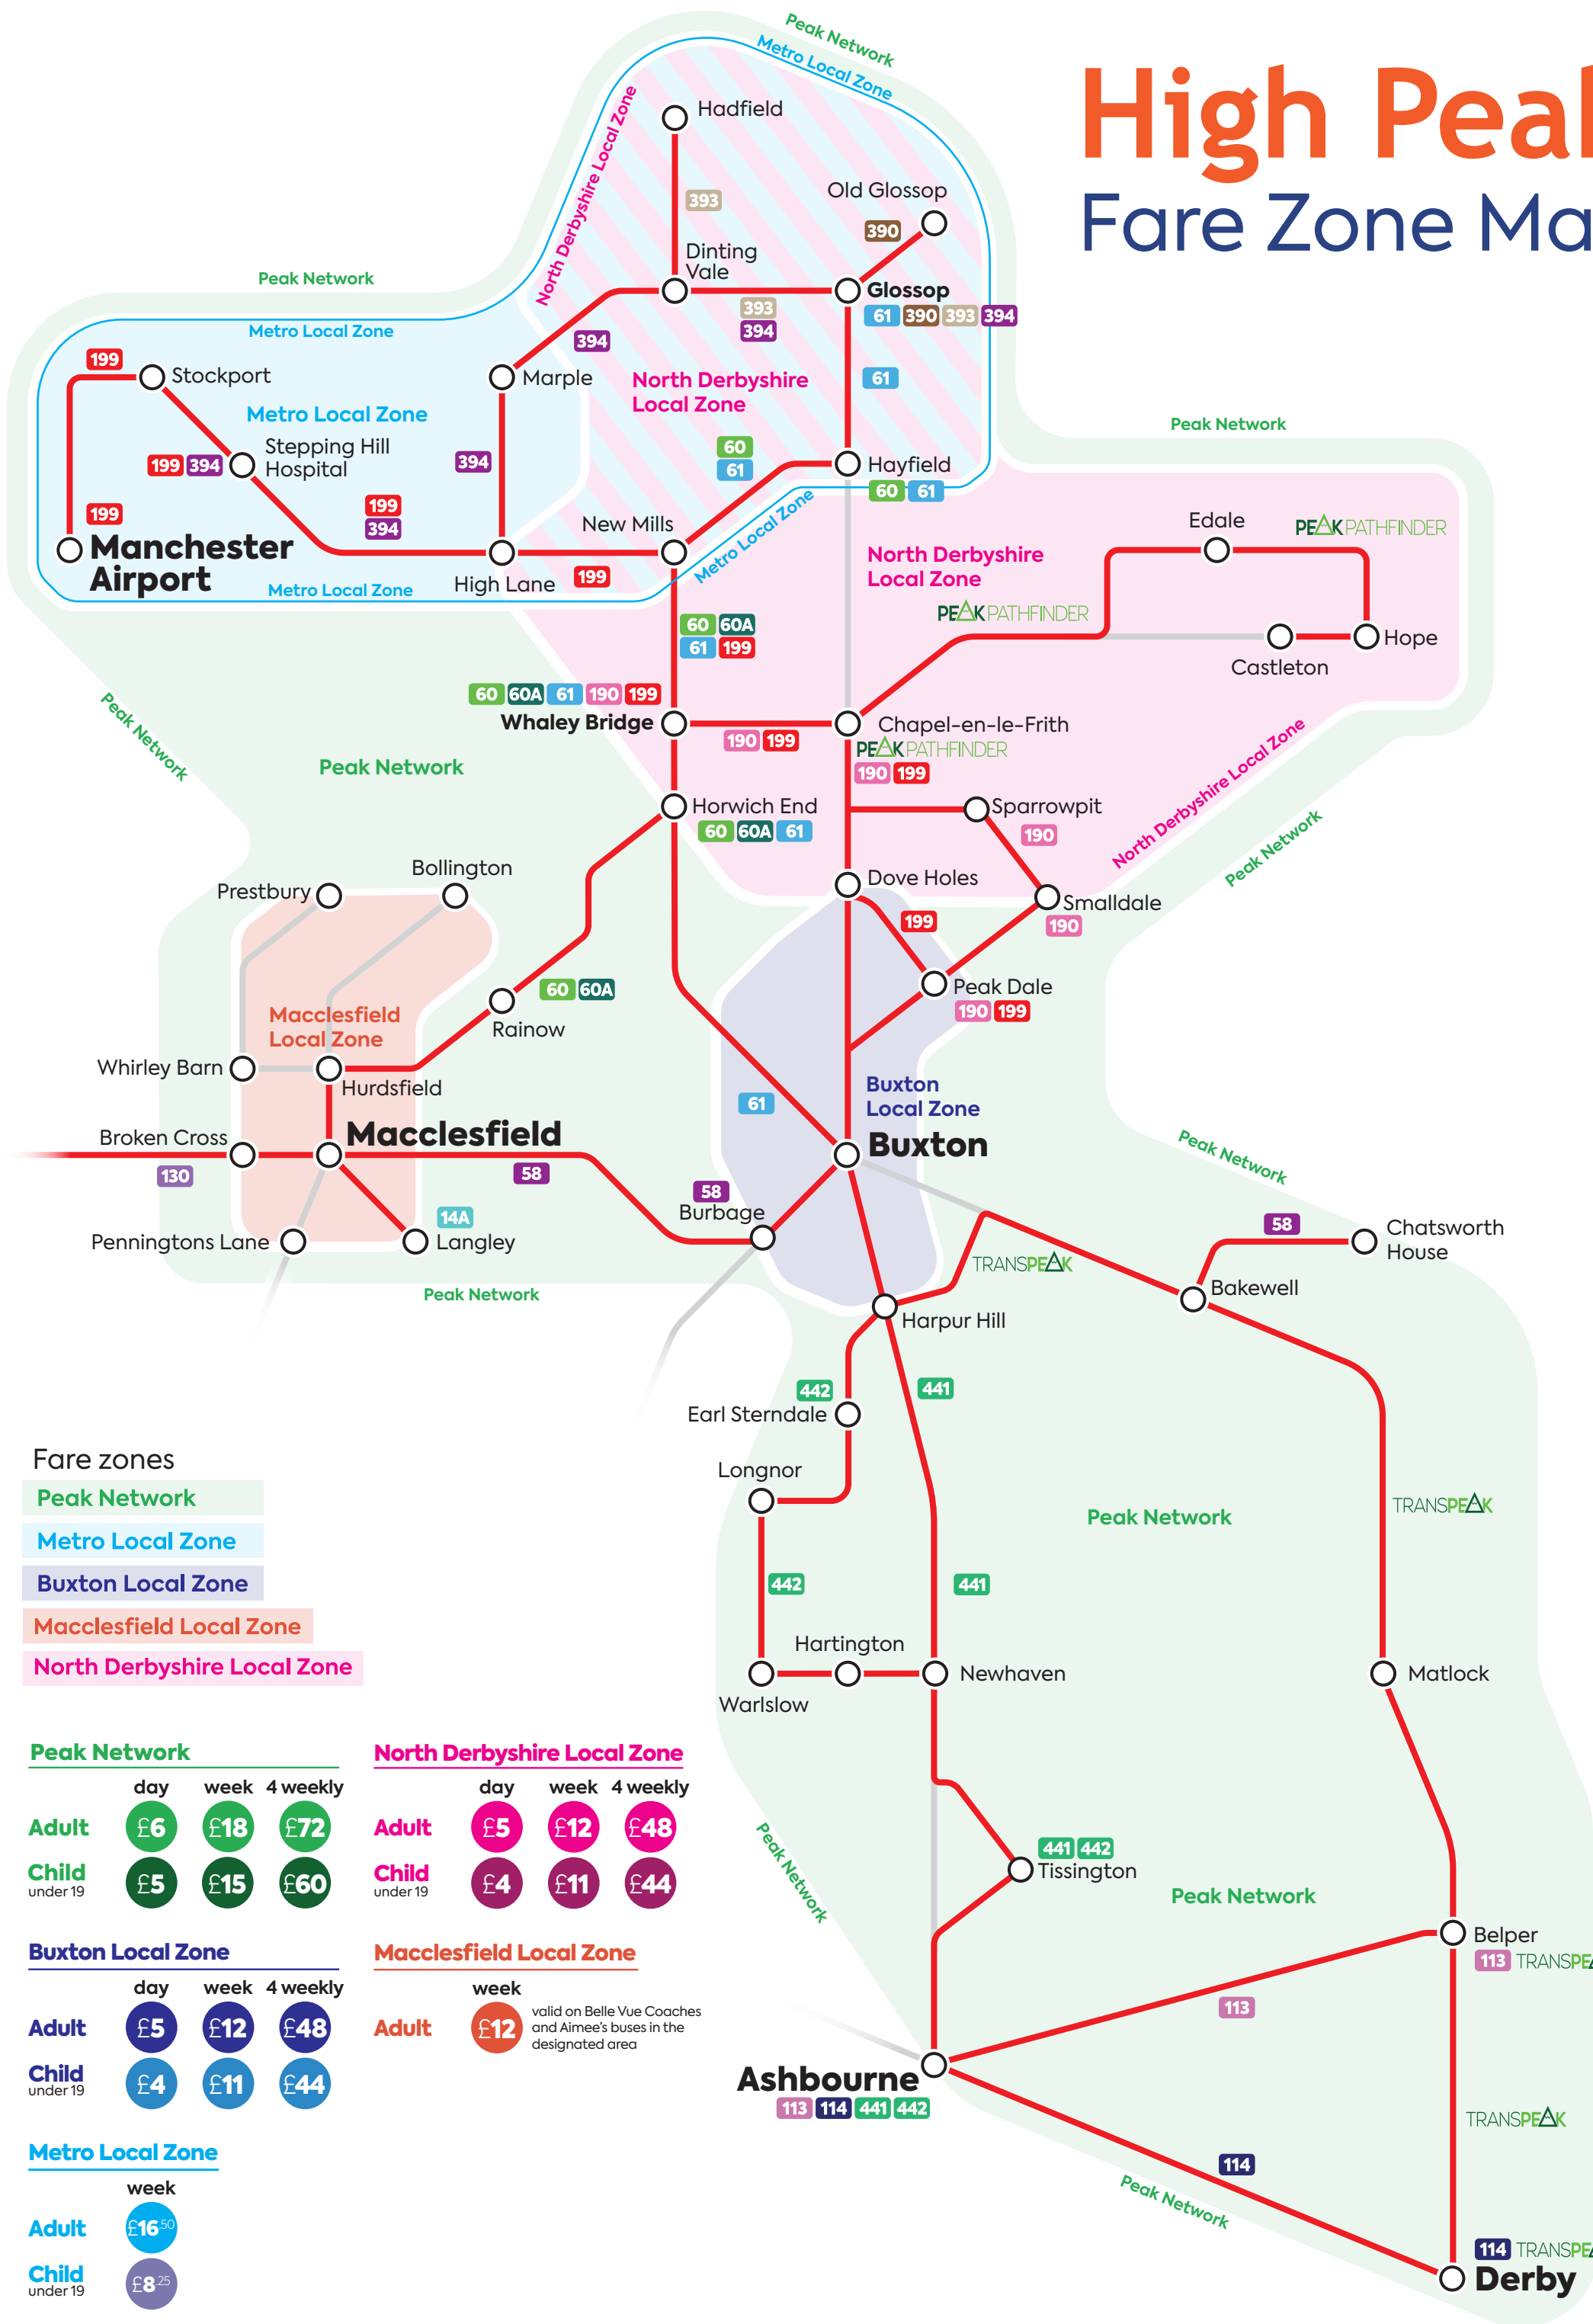 High Pea
Fare Zone Ma
Peak Network
Metro Local Zone
North Derbyshire Local Zone
Hadfield
393
Old Glossop
390
Dinting
Vale
Glossop
61 390 393 394
393
394
Peak Network
Metro Local Zone
199
Stockport
394
Marple
North Derbyshire
Local Zone
61
Metro Local Zone
Stepping Hill
Hospital
199 394
394
60
61
Hayfield
60 61
Peak Network
199
Manchester
Airport
199
394
New Mills
Metro Local Zone
Metro Local Zone
High Lane
199
North Derbyshire
Local Zone
Edale
PEAK PATHFINDER
PEAK PATHFINDER
Hope
Castleton
60 60A
61 199
60 60A 61 190 199
Whaley Bridge
190 199
Chapel-en-le-Frith
PEAK PATHFINDER
190 199
Peak Network
Peak Network
North Derbyshire Local Zone
Peak Network
Horwich End
60 60A 61
Sparrowpit
190
Bollington
Prestbury
Dove Holes
Smalldale
190
199
60 60A
Rainow
Peak Dale
190 199
Macclesfield
Local Zone
Whirley Barn
Hurdsfield
61
Buxton
Local Zone
Broken Cross
130
Macclesfield
58
Buxton
Peak Network
58
Burbage
14A
Penningtons Lane
Langley
58
Chatsworth
House
TRANSPEAK
Bakewell
Peak Network
Harpur Hill
442
441
Earl Sterndale
Longnor
TRANSPEAK
Peak Network
442
441
Hartington
Newhaven
Warlslow
Matlock
Fare zones
Peak Network
Metro Local Zone
Buxton Local Zone
Macclesfield Local Zone
North Derbyshire Local Zone
Peak Network
day week 4 weekly
Adult £6 £18 £72
Child £5 £15 £60
under 19
North Derbyshire Local Zone
day week 4 weekly
Adult £5 £12 £48
Child £4 £11 £44
under 19
Buxton Local Zone
day week 4 weekly
Adult £5 £12 £48
Child £4 £11 £44
under 19
Macclesfield Local Zone
week
Adult £12
valid on Belle Vue Coaches
and Aimee's buses in the
designated area
Metro Local Zone
week
Adult £16.50
Child £8.25
under 19
Peak Network
441 442
Tissington
Peak Network
Belper
113 TRANSPEA
113
Ashbourne
113 114 441 442
TRANSPEAK
114
Peak Network
114 TRANSPEA
Derby